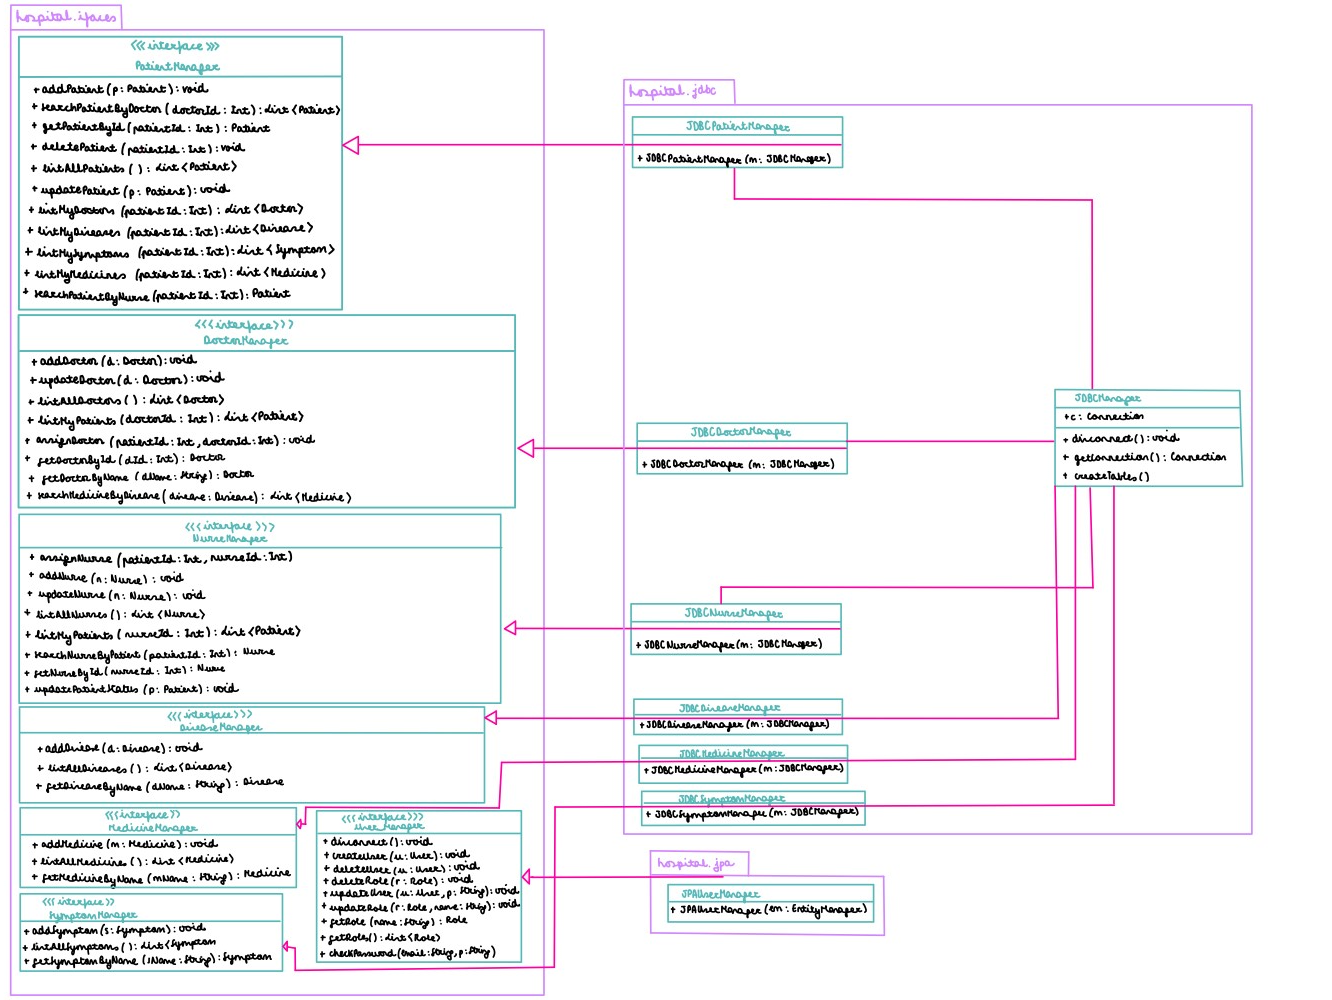 hospital.ifaces
<<< interface >>>
PatientManager
+ addPatient (p: Patient): void
+ searchPatientByDoctor (doctorId: Int): List <Patient>
+ getPatientById (patientId: Int): Patient
+ deletePatient (patientId: Int): void
+ listAllPatients ( ): List <Patient>
+ updatePatient (p: Patient): void
+ listMyDoctors (patientId: Int): List <Doctor>
+ listMyDiseases (patientId: Int): List <Disease>
+ listMySymptoms (patientId: Int): List <Symptom>
+ listMyMedicines (patientId: Int): List <Medicine>
+ searchPatientByNurse (patientId: Int): Patient
<<< interface >>>
DoctorManager
+ addDoctor (d: Doctor): void
+ updateDoctor (d: Doctor): void
+ listAllDoctors ( ): List <Doctor>
+ listMyPatients (doctorId: Int): List <Patient>
+ assignDoctor (patientId: Int, doctorId: Int): void
+ getDoctorById (dId: Int): Doctor
+ getDoctorByName (dName: String): Doctor
+ searchMedicineByDisease (disease: Disease): List <Medicine>
<<< interface >>>
NurseManager
+ assignNurse (patientId: Int, nurseId: Int)
+ addNurse (n: Nurse): void
+ updateNurse (n: Nurse): void
+ listAllNurses ( ): List <Nurse>
+ listMyPatients (nurseId: Int): List <Patient>
+ searchNurseByPatient (patientId: Int): Nurse
+ getNurseById (nurseId: Int): Nurse
+ updatePatientStatus (p: Patient): void
<<< interface >>>
DiseaseManager
+ addDisease (d: Disease): void
+ listAllDiseases ( ): List <Disease>
+ getDiseaseByName (dName: String): Disease
<<< interface >>
MedicineManager
+ addMedicine (m: Medicine): void
+ listAllMedicine ( ): List <Medicine>
+ getMedicineByName (mName: String): Medicine
<<< interface >>
SymptomManager
+ addSymptom (s: Symptom): void
+ listAllSymptoms ( ): List <Symptom
+ getSymptomByName (sName: String): Symptom
<<< interface >>>
User Manager
+ disconnect ( ): void
+ createUser (u: User): void
+ deleteUser (u: User): void
+ deleteRole (r: Role): void
+ updateUser (u: User, p: String): void
+ updateRole (r: Role, name: String): void
+ getRole (name: String): Role
+ getRoles ( ): List <Role>
+ checkPassword (email: String, p: String)
hospital.jdbc
JDBCPatientManager
+ JDBCPatientManager (m: JDBCManager)
JDBCDoctorManager
+ JDBCDoctorManager (m: JDBCManager)
JDBCNurseManager
+ JDBCNurseManager (m: JDBCManager)
JDBCDiseaseManager
+ JDBCDiseaseManager (m: JDBCManager)
JDBCMedicineManager
+ JDBCMedicineManager (m: JDBCManager)
JDBCSymptomManager
+ JDBCSymptomManager (m: JDBCManager)
JDBCManager
+ c: Connection
+ disconnect ( ): void
+ getConnection ( ): Connection
+ createTables ( )
hospital.jpa
JPAUserManager
+ JPAUserManager (em: EntityManager)